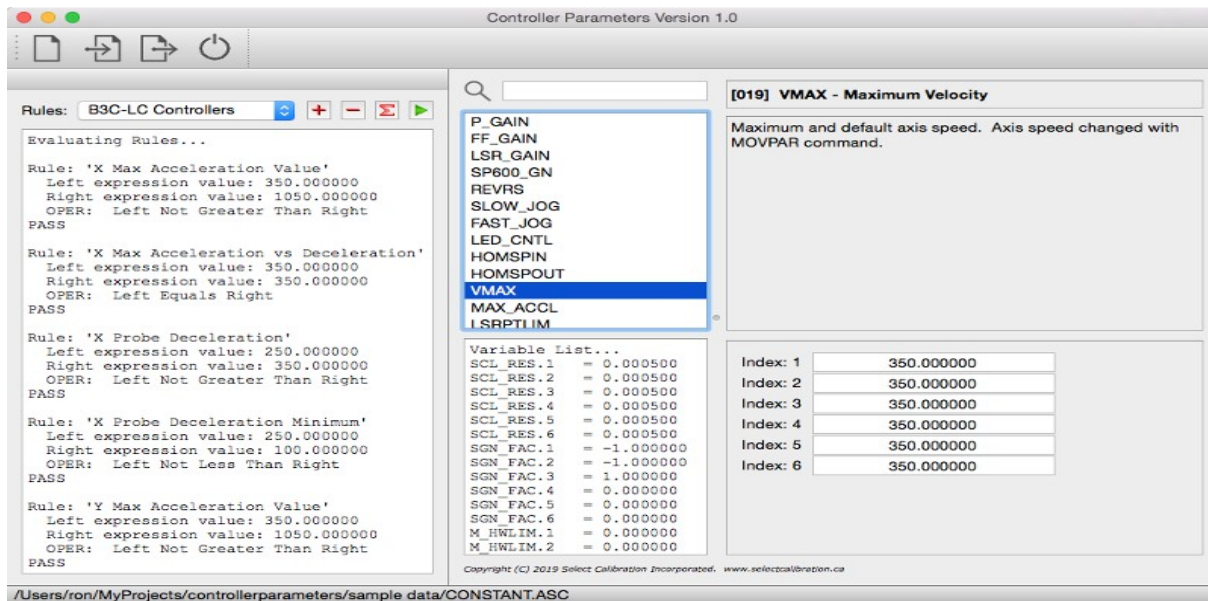 Controller Parameters Version 1.0
Rules: B3C-LC Controllers
Evaluating Rules...
Rule: 'X Max Acceleration Value'
Left expression value: 350.000000
Right expression value: 1050.000000
OPER: Left Not Greater Than Right
PASS
Rule: 'X Max Acceleration vs Deceleration'
Left expression value: 350.000000
Right expression value: 350.000000
OPER: Left Equals Right
PASS
Rule: 'X Probe Deceleration'
Left expression value: 250.000000
Right expression value: 350.000000
OPER: Left Not Greater Than Right
PASS
Rule: 'X Probe Deceleration Minimum'
Left expression value: 250.000000
Right expression value: 100.000000
OPER: Left Not Less Than Right
PASS
Rule: 'Y Max Acceleration Value'
Left expression value: 350.000000
Right expression value: 1050.000000
OPER: Left Not Greater Than Right
PASS
P_GAIN
FF_GAIN
LSR_GAIN
SP600_GN
REVRS
SLOW_JOG
FAST_JOG
LED_CNTL
HOMSPIN
HOMSPOUT
VMAX
MAX_ACCL
LSRPTLIM
Variable List...
SCL_RES.1 = 0.000500
SCL_RES.2 = 0.000500
SCL_RES.3 = 0.000500
SCL_RES.4 = 0.000500
SCL_RES.5 = 0.000500
SCL_RES.6 = 0.000500
SGN_FAC.1 = -1.000000
SGN_FAC.2 = -1.000000
SGN_FAC.3 = 1.000000
SGN_FAC.4 = 0.000000
SGN_FAC.5 = 0.000000
SGN_FAC.6 = 0.000000
M_HWLIM.1 = 0.000000
M_HWLIM.2 = 0.000000
[019] VMAX - Maximum Velocity
Maximum and default axis speed. Axis speed changed with
MOVPAR command.
Index: 1 350.000000
Index: 2 350.000000
Index: 3 350.000000
Index: 4 350.000000
Index: 5 350.000000
Index: 6 350.000000
Copyright (C) 2019 Select Calibration Incorporated. www.selectcalibration.ca
/Users/ron/MyProjects/controllerparameters/sample data/CONSTANT.ASC